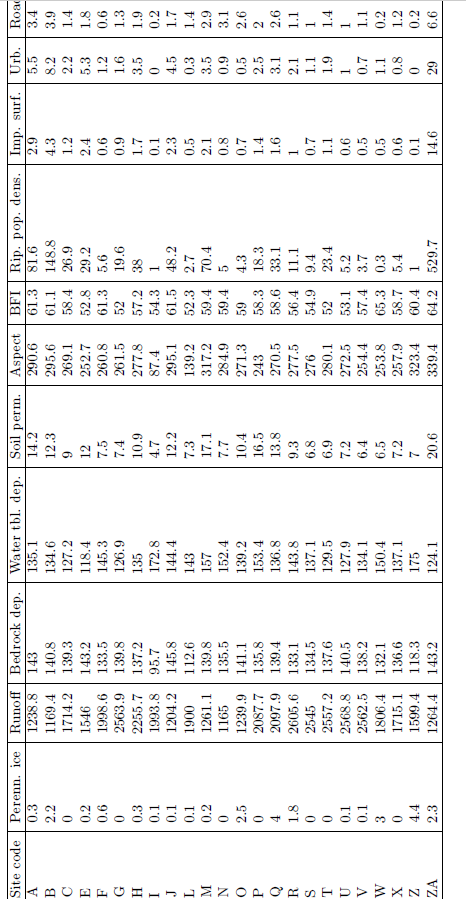 Site code Perenn. ice Runoff Bedrock dep. Water tbl. dep. Soil perm. Aspect BFI Rip. pop. dens. Imp. surf. Urb. Road
A 0.3 1238.8 143 135.1 14.2 290.6 61.3 81.6 2.9 5.5 3.4
B 2.2 1169.4 140.8 134.6 12.3 295.6 61.1 148.8 4.3 8.2 3.9
C 0 1714.2 139.3 127.2 9 269.1 58.4 26.9 1.2 2.2 1.4
E 0.2 1546 143.2 118.4 12 252.7 52.8 29.2 2.4 5.3 1.8
F 0.6 1998.6 133.5 145.3 7.5 260.8 61.3 5.6 0.6 1.2 0.6
G 0 2563.9 139.8 126.9 7.4 261.5 52 19.6 0.9 1.6 1.3
H 0.3 2255.7 137.2 135 10.9 277.8 57.2 38 1.7 3.5 1.9
I 0.1 1993.8 95.7 172.8 4.7 87.4 54.3 1 0.1 0 0.2
J 0.1 1204.2 145.8 144.4 12.2 295.1 61.5 48.2 2.3 4.5 1.7
L 0.1 1900 112.6 143 7.3 139.2 52.3 2.7 0.5 0.3 1.4
M 0.2 1261.1 139.8 157 17.1 317.2 59.4 70.4 2.1 3.5 2.9
N 0 1165 135.5 152.4 7.7 284.9 59.4 5 0.8 0.9 3.1
O 2.5 1239.9 141.1 139.2 10.4 271.3 59 4.3 0.7 0.5 2.6
P 0 2087.7 135.8 153.4 16.5 243 58.3 18.3 1.4 2.5 2
Q 4 2097.9 139.4 136.8 13.8 270.5 58.6 33.1 1.6 3.1 2.6
R 1.8 2605.6 133.1 143.8 9.3 277.5 56.4 11.1 1 2.1 1.1
S 0 2545 134.5 137.1 6.8 276 54.9 9.4 0.7 1.1 1
T 0 2557.2 137.6 129.5 6.9 280.1 52 23.4 1.1 1.9 1.4
U 0.1 2568.8 140.5 127.9 7.2 272.5 53.1 5.2 0.6 1 1
V 0.1 2562.5 138.2 134.1 6.4 254.4 57.4 3.7 0.5 0.7 1.1
W 3 1806.4 132.1 150.4 6.5 253.8 65.3 0.3 0.5 1.1 0.2
X 0 1715.1 136.6 137.1 7.2 257.9 58.7 5.4 0.6 0.8 1.2
Z 4.4 1599.4 118.3 175 7 323.4 60.4 1 0.1 0 0.2
ZA 2.3 1264.4 143.2 124.1 20.6 339.4 64.2 529.7 14.6 29 6.6